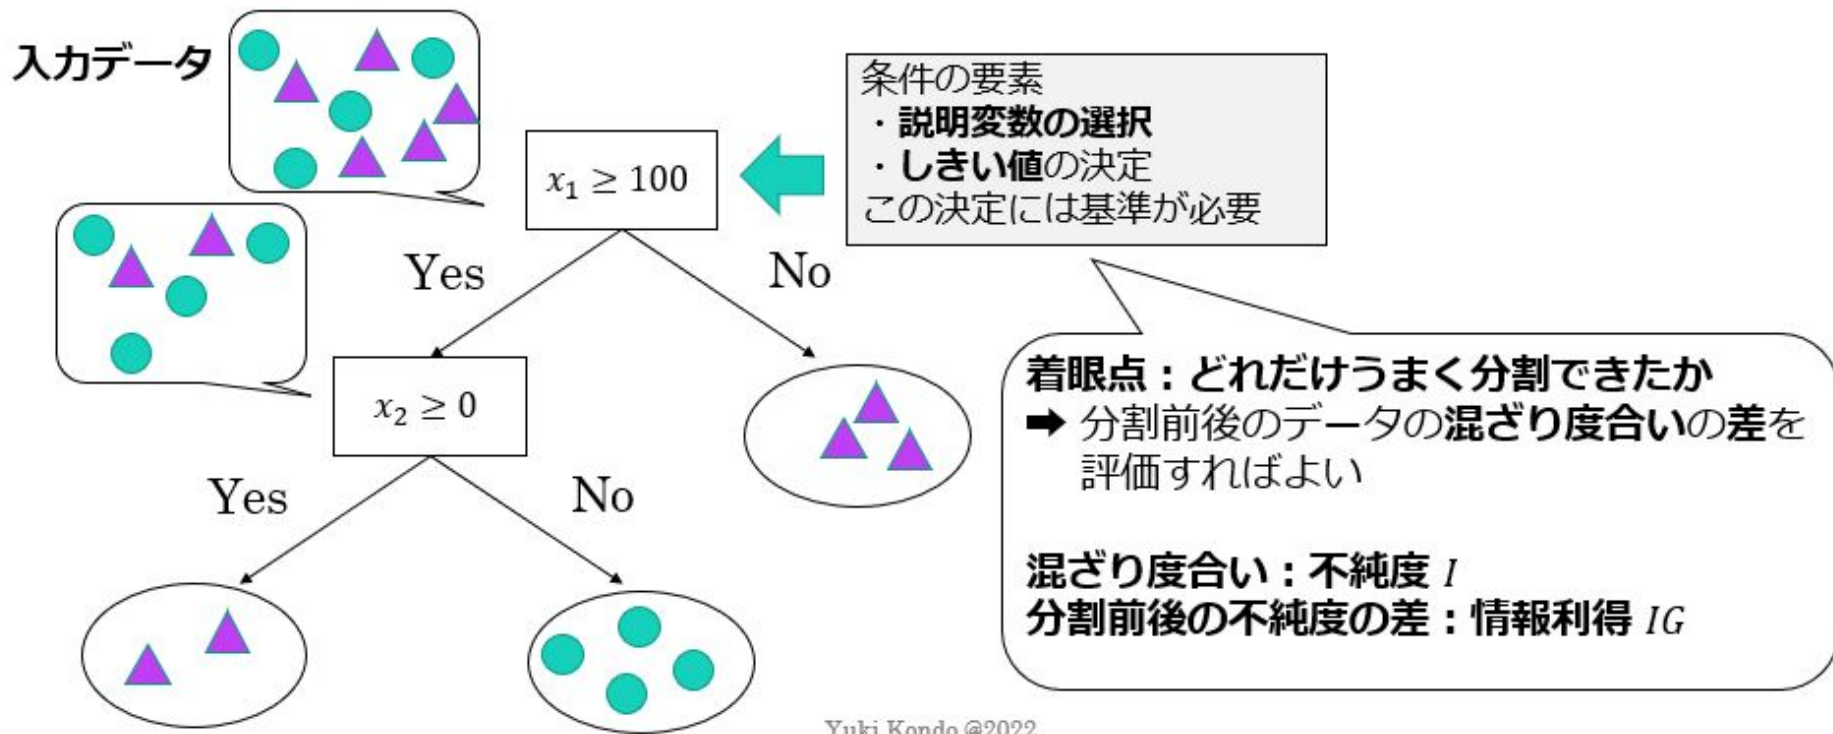 入力データ
x₁ ≥ 100
条件の要素
・説明変数の選択
・しきい値の決定
この決定には基準が必要
Yes
No
x₂ ≥ 0
Yes
No
着眼点：どれだけうまく分割できたか
➡ 分割前後のデータの混ざり度合いの差を
評価すればよい
混ざり度合い：不純度 I
分割前後の不純度の差：情報利得 IG
Yuki Kondo @2022